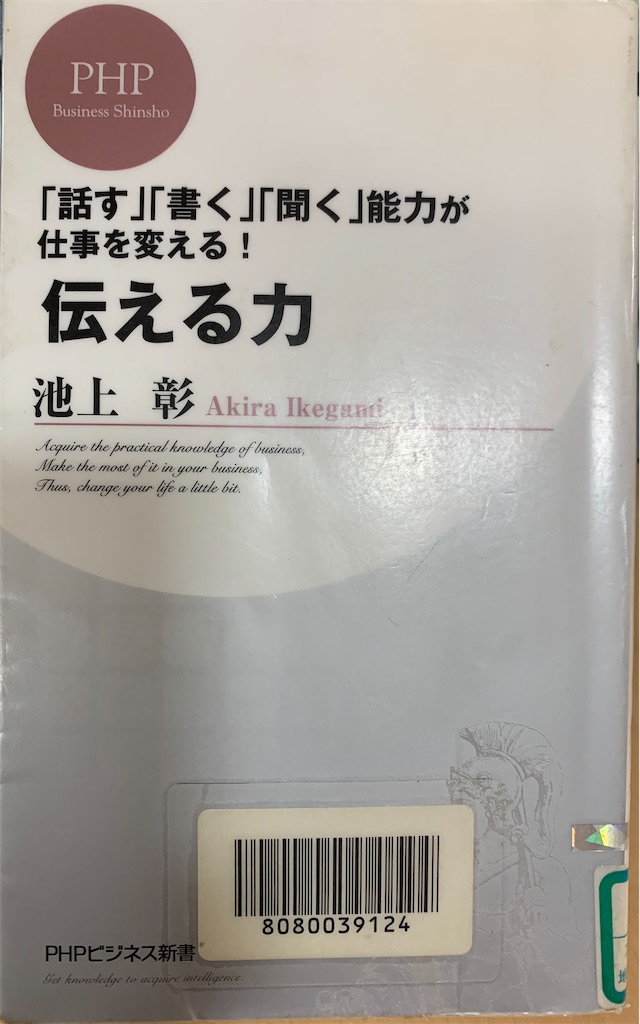 PHP
Business Shinsho
「話す」「書く」「聞く」能力が
仕事を変える!
伝える力
池上 彰 Akira Ikegami
Acquire the practical knowledge of business,
Make the most of it in your business,
Thus, change your life a little bit.
8080039124
PHPビジネス新書
Get knowledge to acquire intelligence.